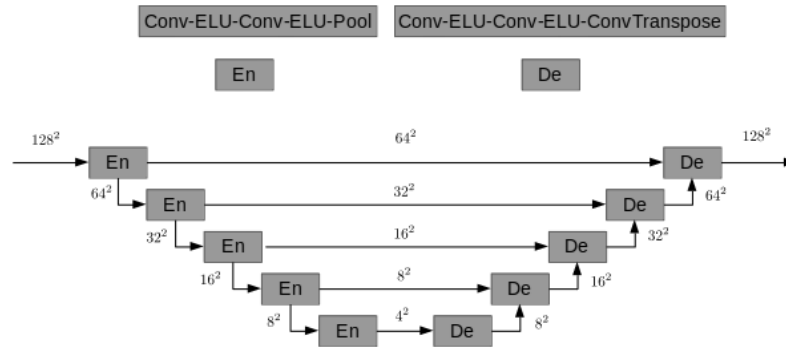 Conv-ELU-Conv-ELU-Pool Conv-ELU-Conv-ELU-ConvTranspose
En De
128² 64² 128²
En De
64² 32² 64²
En De
32² 16² 32²
En De
16² 8² 16²
En De
8² 4² 8²
En De